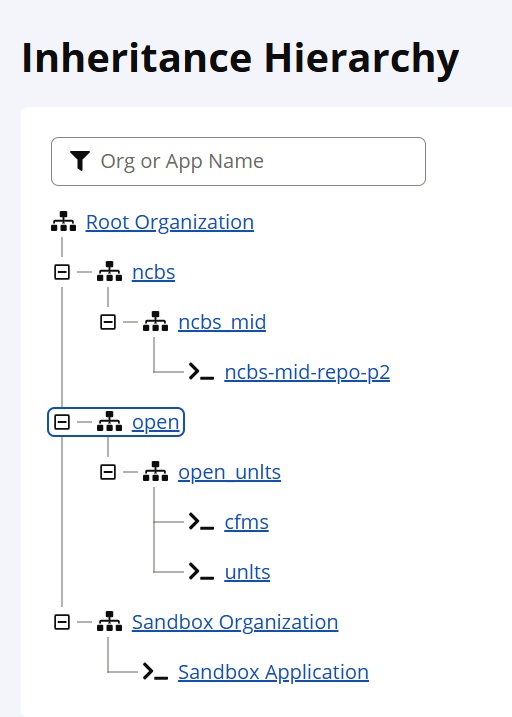 Inheritance Hierarchy
Org or App Name
Root Organization
ncbs
ncbs_mid
ncbs-mid-repo-p2
open
open_unlts
cfms
unlts
Sandbox Organization
Sandbox Application